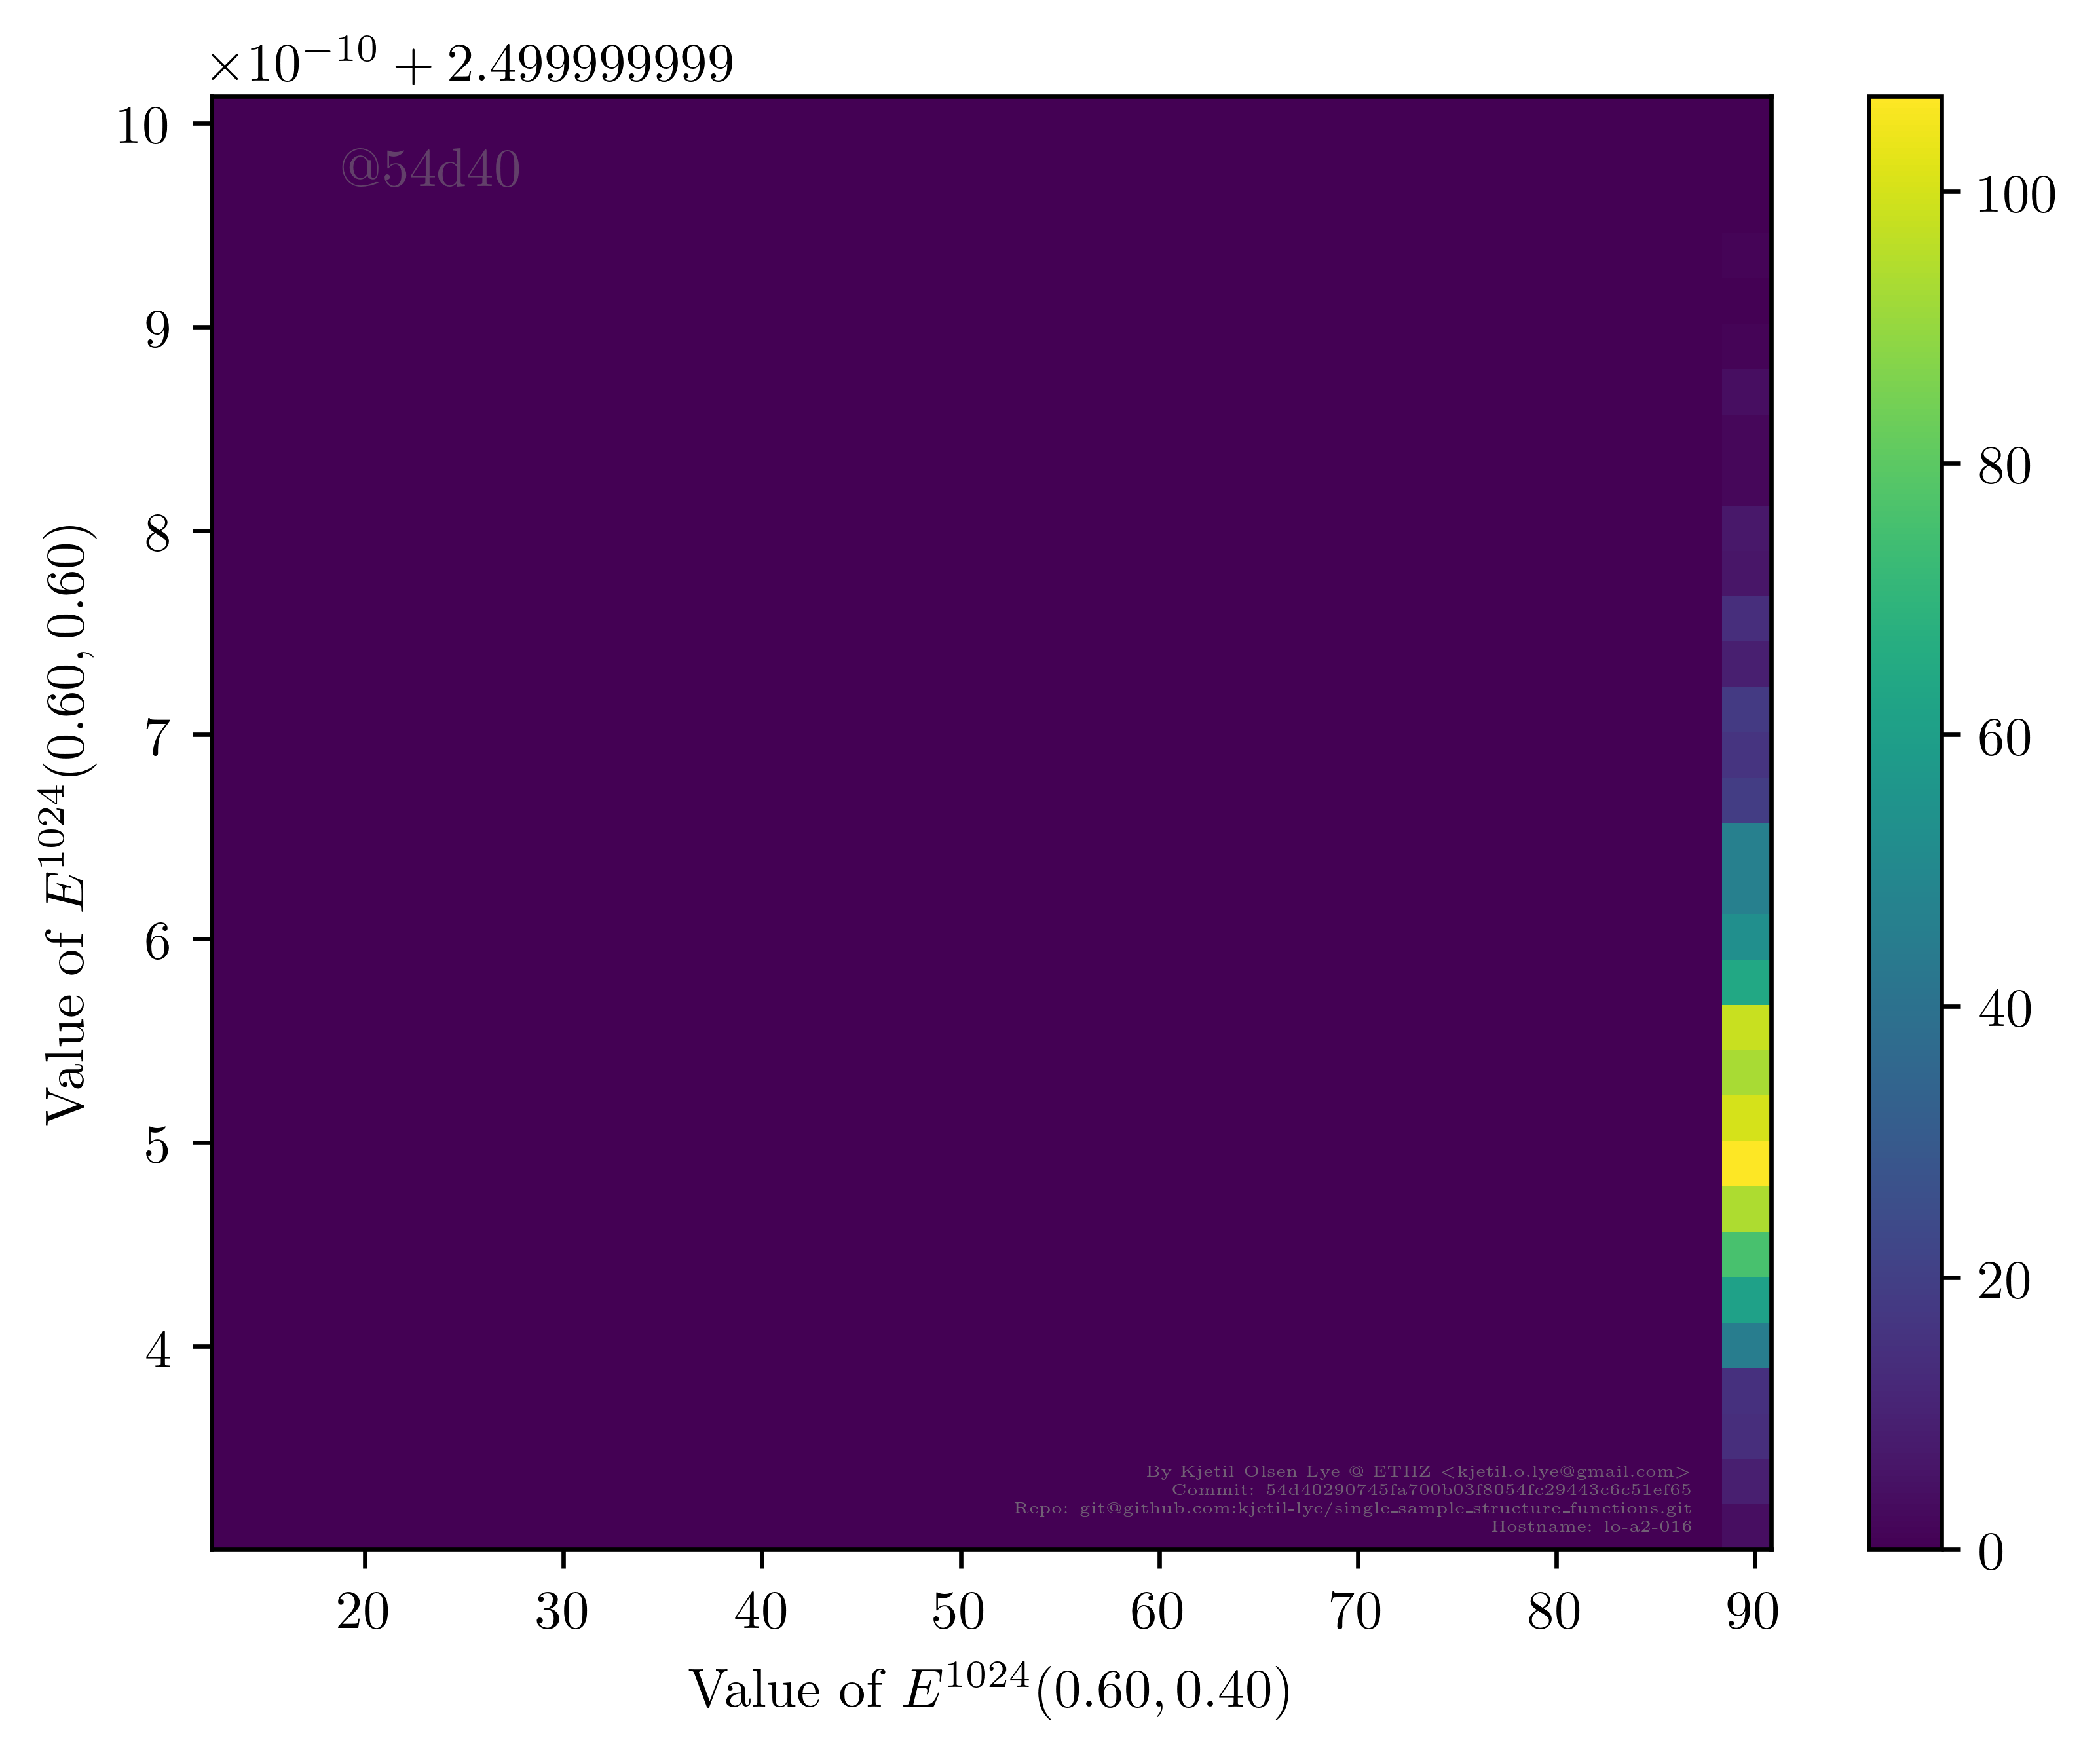 ×10⁻¹⁰ + 2.499999999
10
9
8
7
6
5
4
Value of E¹⁰²⁴(0.60, 0.60)
@54d40
By Kjetil Olsen Lye @ ETHZ <kjetil.o.lye@gmail.com>
Commit: 54d40290745fa700b03f8054fc29443c6c51ef65
Repo: git@github.com:kjetil-lye/single_sample_structure_functions.git
Hostname: lo-a2-016
20 30 40 50 60 70 80 90
Value of E¹⁰²⁴(0.60, 0.40)
100
80
60
40
20
0